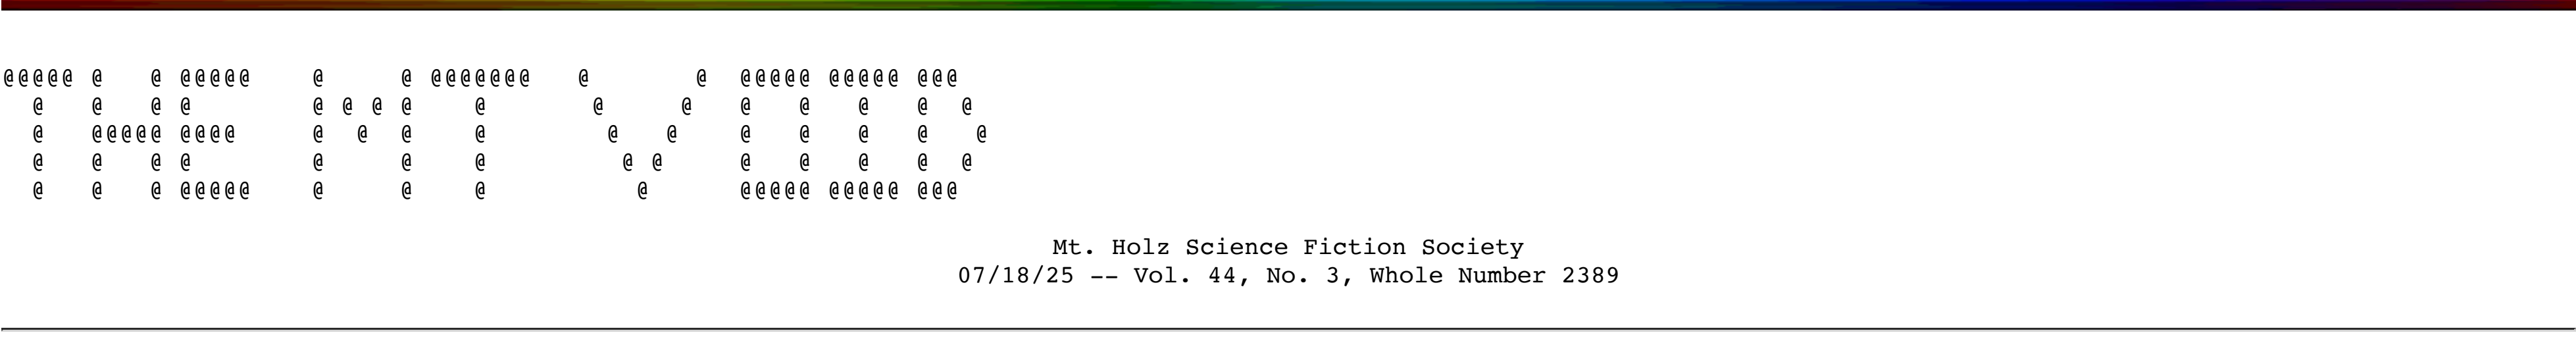 THE MT VOID
Mt. Holz Science Fiction Society
07/18/25 -- Vol. 44, No. 3, Whole Number 2389